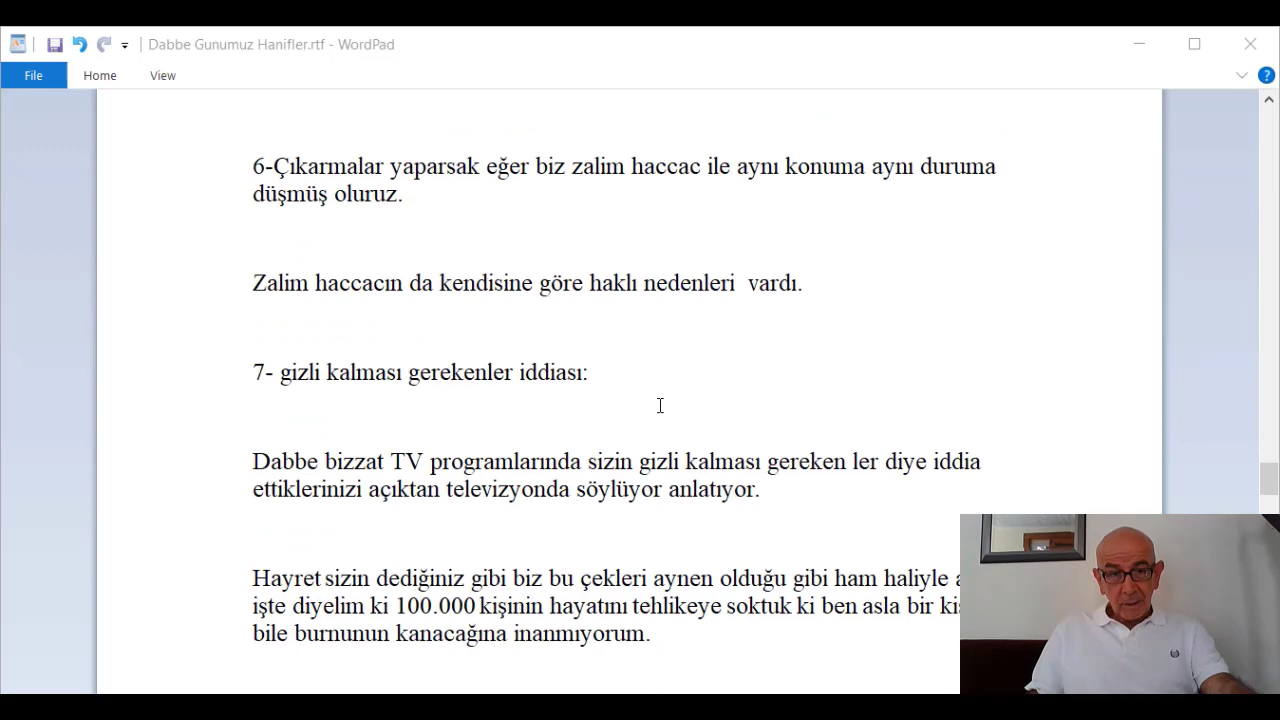 Dabbe Gunumuz Hanifler.rtf - WordPad
File Home View
6-Çıkarmalar yaparsak eğer biz zalim haccac ile aynı konuma aynı duruma
düşmüş oluruz.
Zalim haccacın da kendisine göre haklı nedenleri vardı.
7- gizli kalması gerekenler iddiası:
Dabbe bizzat TV programlarında sizin gizli kalması gereken ler diye iddia
ettiklerinizi açıktan televizyonda söylüyor anlatıyor.
Hayret sizin dediğiniz gibi biz bu çekleri aynen olduğu gibi ham haliyle
işte diyelim ki 100.000 kişinin hayatını tehlikeye soktuk ki ben asla bir
bile burnunun kanacağına inanmıyorum.